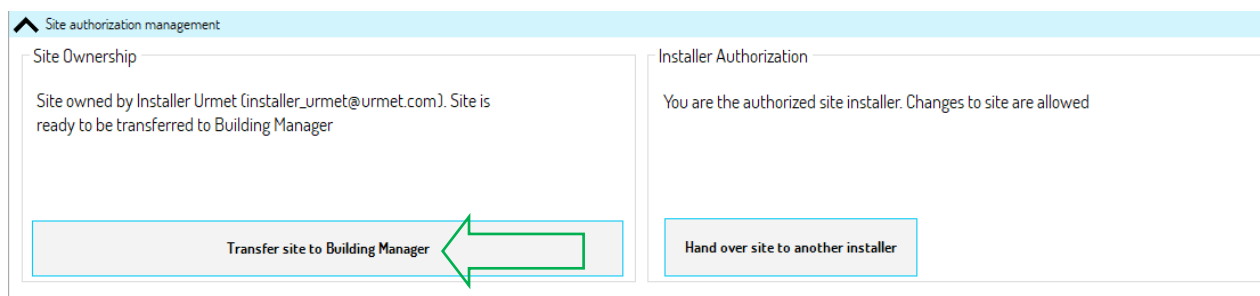 Site authorization management
Site Ownership
Site owned by Installer Urmet (installer_urmet@urmet.com). Site is
ready to be transferred to Building Manager
Transfer site to Building Manager
Installer Authorization
You are the authorized site installer. Changes to site are allowed
Hand over site to another installer